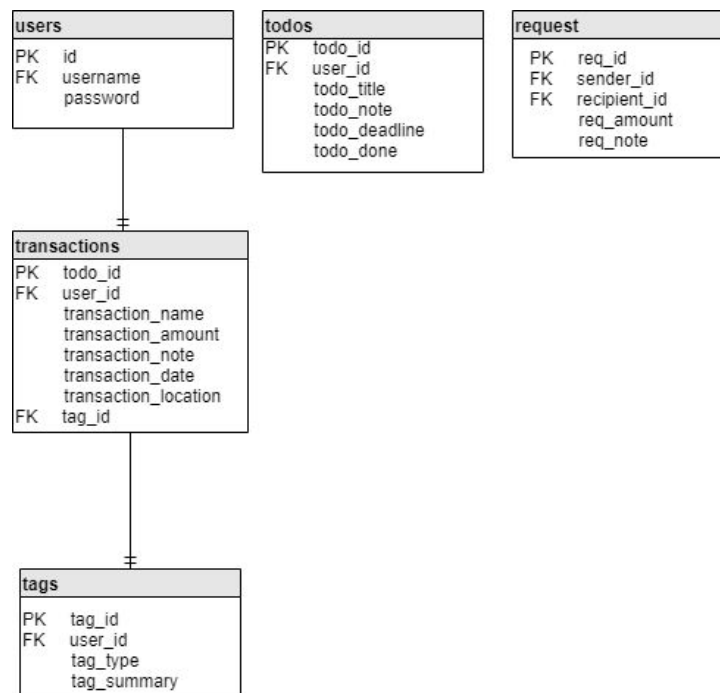 users
PK id
FK username
password
todos
PK todo_id
FK user_id
todo_title
todo_note
todo_deadline
todo_done
request
PK req_id
FK sender_id
FK recipient_id
req_amount
req_note
transactions
PK todo_id
FK user_id
transaction_name
transaction_amount
transaction_note
transaction_date
transaction_location
FK tag_id
tags
PK tag_id
FK user_id
tag_type
tag_summary